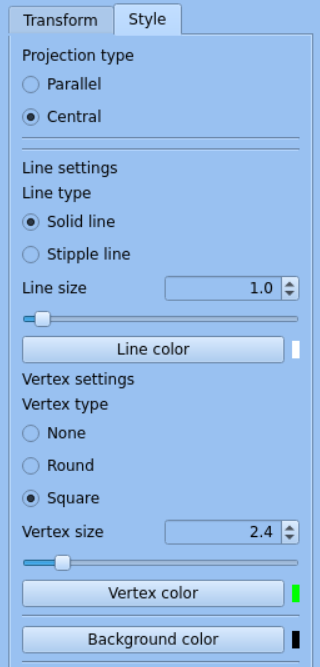 Transform Style
Projection type
Parallel
Central
Line settings
Line type
Solid line
Stipple line
Line size 1.0
Line color
Vertex settings
Vertex type
None
Round
Square
Vertex size 2.4
Vertex color
Background color